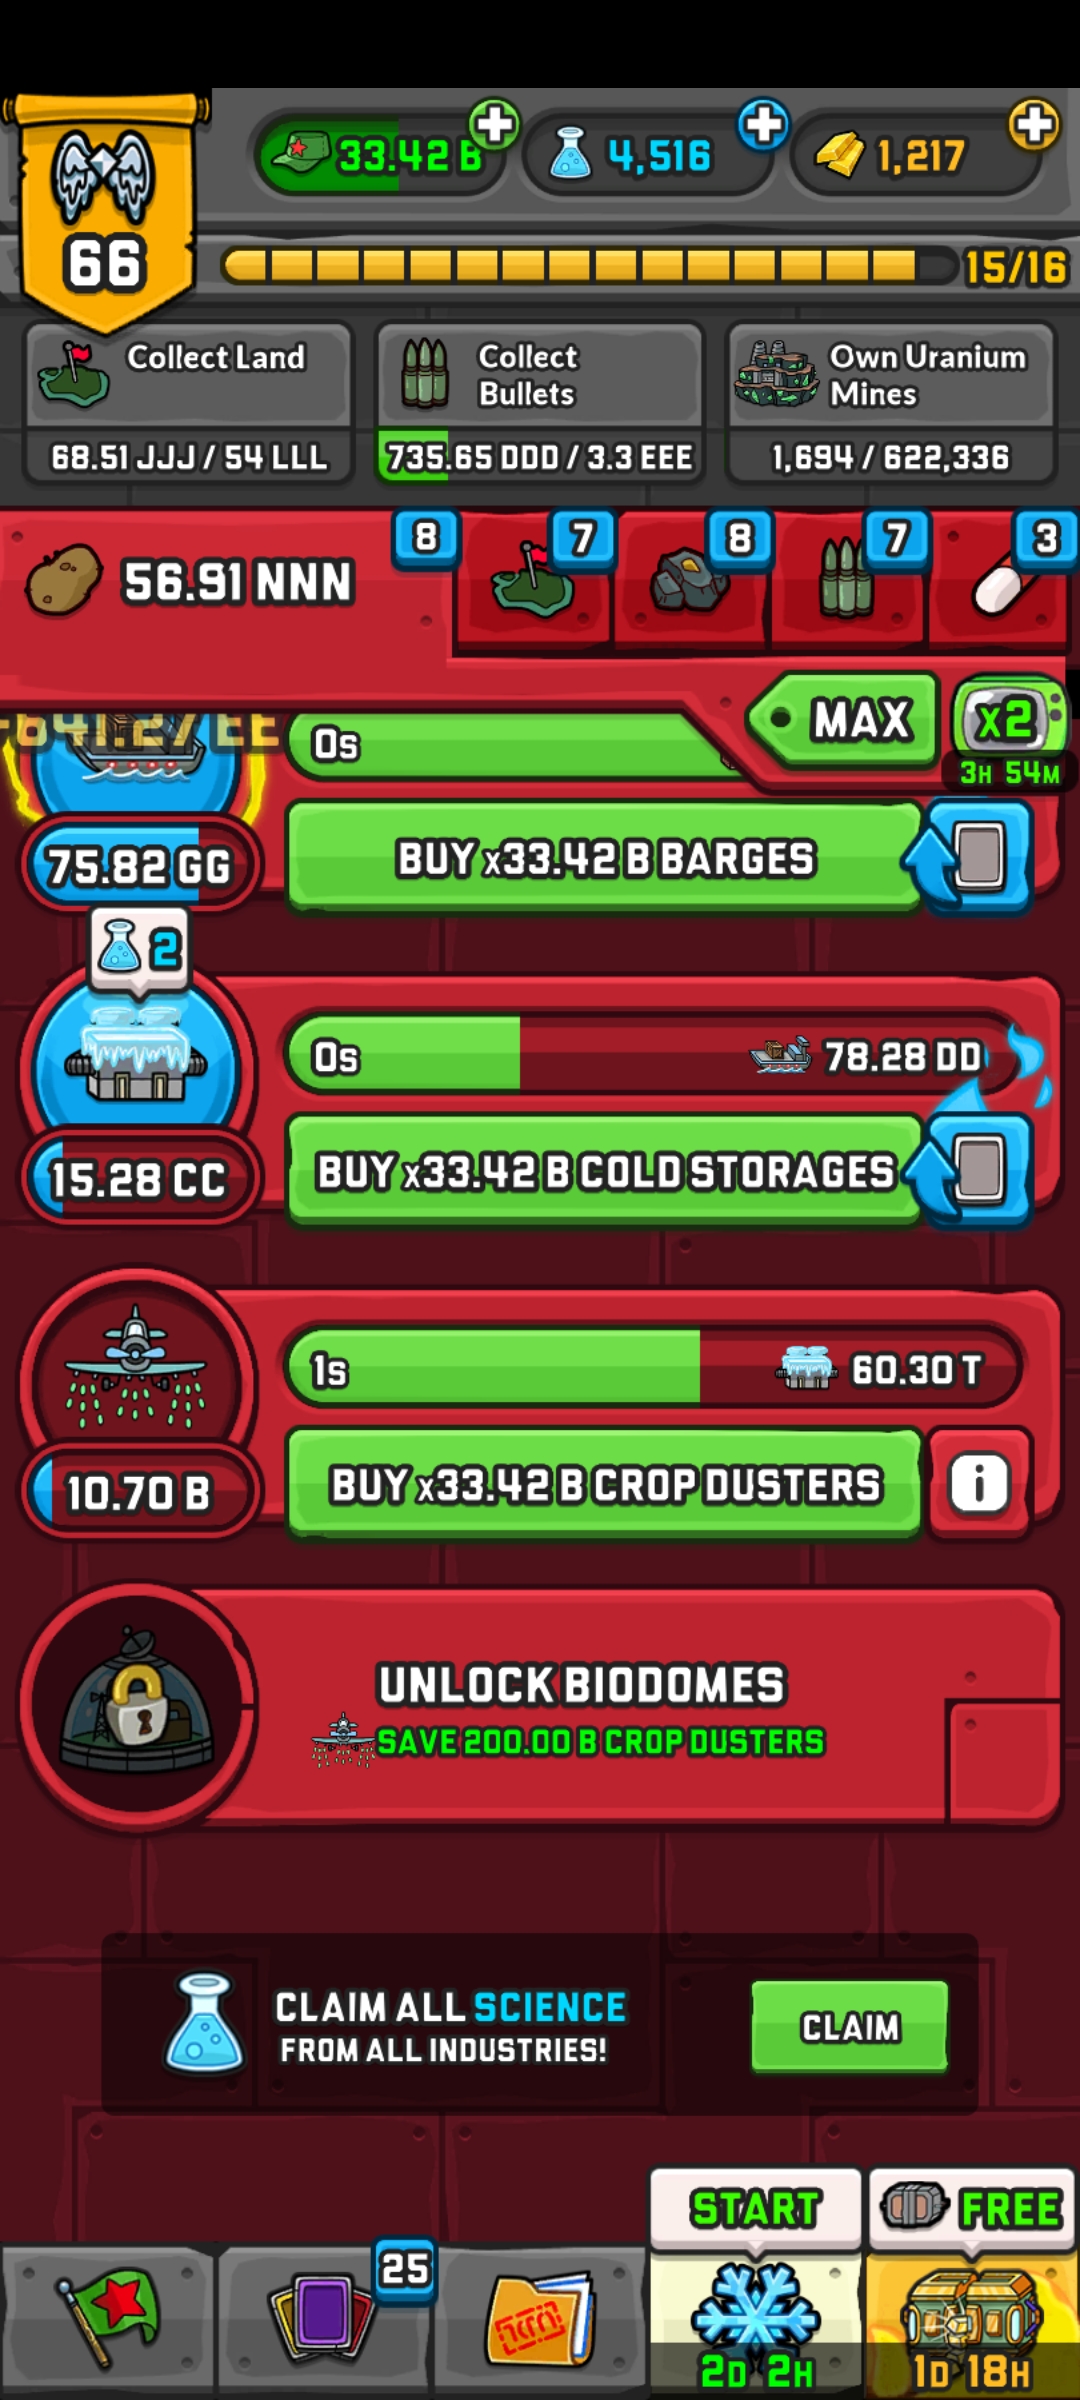 33.42 B
4,516
1,217
66
15/16
Collect Land
68.51 JJJ / 54 LLL
Collect
Bullets
735.65 DDD / 3.3 EEE
Own Uranium
Mines
1,694 / 622,336
56.91 NNN
8
7
8
7
3
MAX
x2
3H 54M
0s
75.82 GG
BUY x33.42 B BARGES
2
0s
78.28 DD
15.28 CC
BUY x33.42 B COLD STORAGES
1s
60.30 T
10.70 B
BUY x33.42 B CROP DUSTERS
i
UNLOCK BIODOMES
SAVE 200.00 B CROP DUSTERS
CLAIM ALL SCIENCE
FROM ALL INDUSTRIES!
CLAIM
START
FREE
25
2D 2H
1D 18H